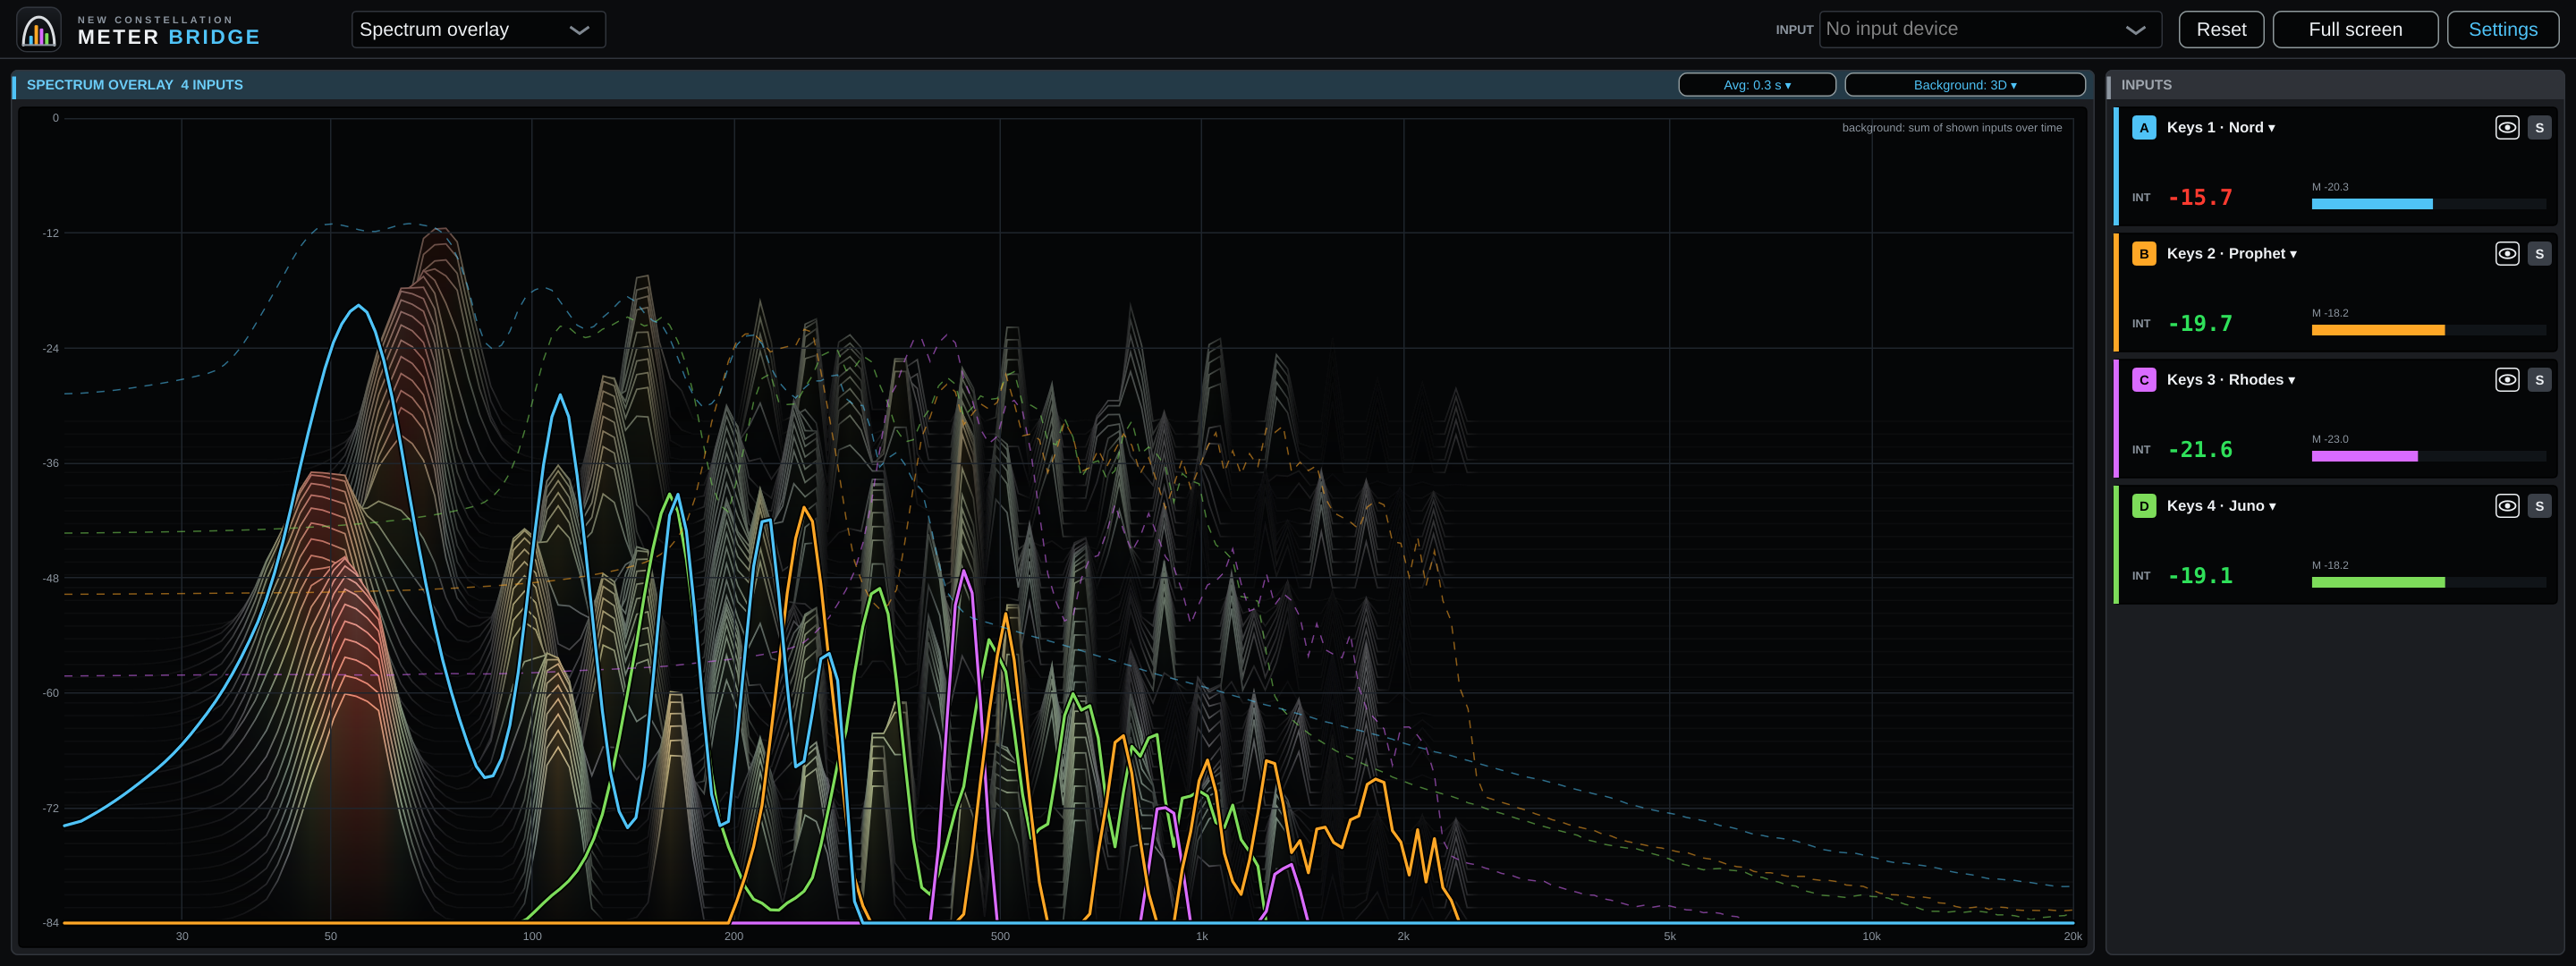 NEW CONSTELLATION
METER BRIDGE
Spectrum overlay
INPUT No input device
Reset
Full screen
Settings
SPECTRUM OVERLAY 4 INPUTS
Avg: 0.3 s ▾
Background: 3D ▾
background: sum of shown inputs over time
0
-12
-24
-36
-48
-60
-72
-84
30 50 100 200 500 1k 2k 5k 10k 20k
INPUTS
A Keys 1 · Nord ▾ S
M -20.3
INT -15.7
B Keys 2 · Prophet ▾ S
M -18.2
INT -19.7
C Keys 3 · Rhodes ▾ S
M -23.0
INT -21.6
D Keys 4 · Juno ▾ S
M -18.2
INT -19.1